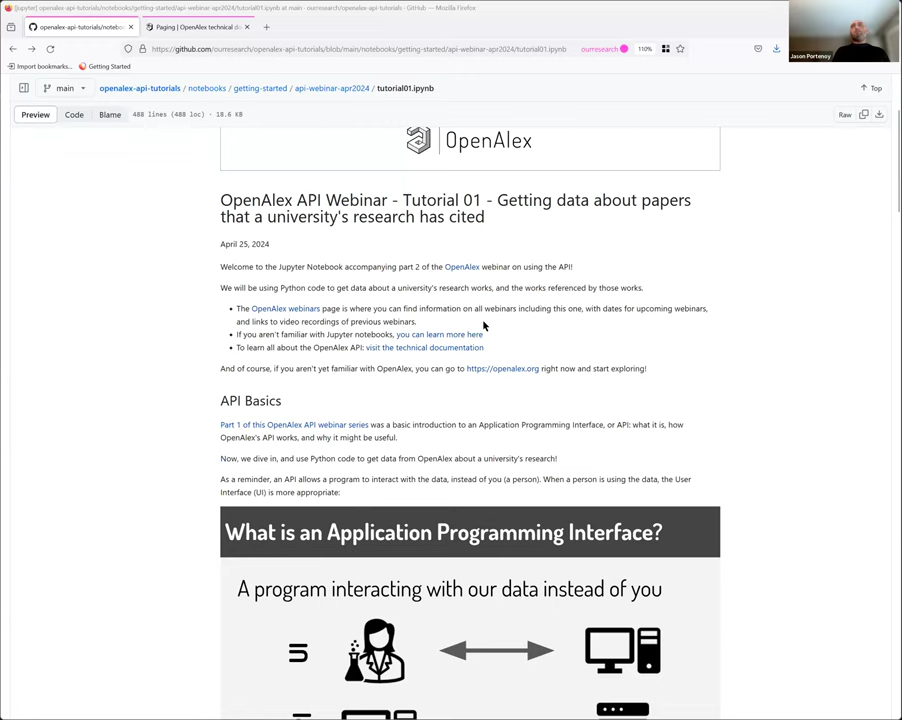 [jupyter] openalex-api-tutorials/notebooks/getting-started/api-webinar-apr2024/tutorial01.ipynb at main · ourresearch/openalex-api-tutorials · GitHub — Mozilla Firefox
openalex-api-tutorials/notebo
Paging | OpenAlex technical do
https://github.com/ourresearch/openalex-api-tutorials/blob/main/notebooks/getting-started/api-webinar-apr2024/tutorial01.ipynb
ourresearch
110%
Import bookmarks...
Getting Started
Jason Portenoy
main
openalex-api-tutorials / notebooks / getting-started / api-webinar-apr2024 / tutorial01.ipynb
Top
Preview
Code
Blame
488 lines (488 loc) · 18.6 KB
Raw
OpenAlex
OpenAlex API Webinar - Tutorial 01 - Getting data about papers
that a university's research has cited
April 25, 2024
Welcome to the Jupyter Notebook accompanying part 2 of the OpenAlex webinar on using the API!
We will be using Python code to get data about a university's research works, and the works referenced by those works.
• The OpenAlex webinars page is where you can find information on all webinars including this one, with dates for upcoming webinars,
and links to video recordings of previous webinars.
• If you aren't familiar with Jupyter notebooks, you can learn more here
• To learn all about the OpenAlex API: visit the technical documentation
And of course, if you aren't yet familiar with OpenAlex, you can go to https://openalex.org right now and start exploring!
API Basics
Part 1 of this OpenAlex API webinar series was a basic introduction to an Application Programming Interface, or API: what it is, how
OpenAlex's API works, and why it might be useful.
Now, we dive in, and use Python code to get data from OpenAlex about a university's research!
As a reminder, an API allows a program to interact with the data, instead of you (a person). When a person is using the data, the User
Interface (UI) is more appropriate:
What is an Application Programming Interface?
A program interacting with our data instead of you